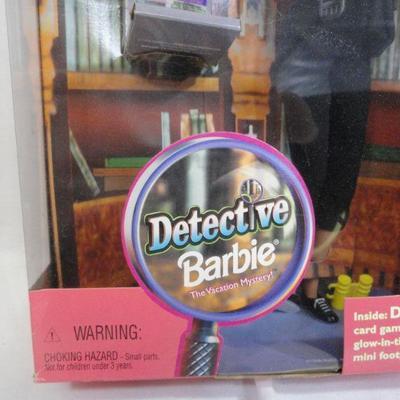 Detective
Barbie®
The Vacation Mystery!
WARNING:
CHOKING HAZARD - Small parts.
Not for children under 3 years.
Inside: D
card gam
glow-in-t
mini foot